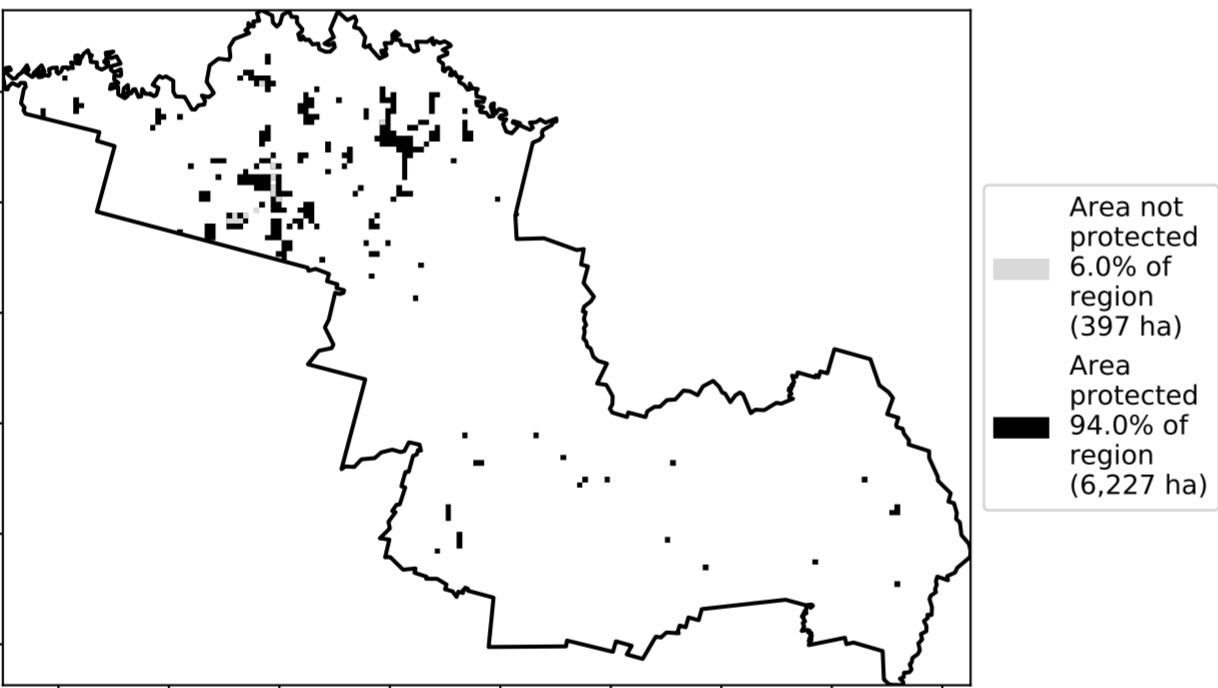 Area not
protected
6.0% of
region
(397 ha)
Area
protected
94.0% of
region
(6,227 ha)